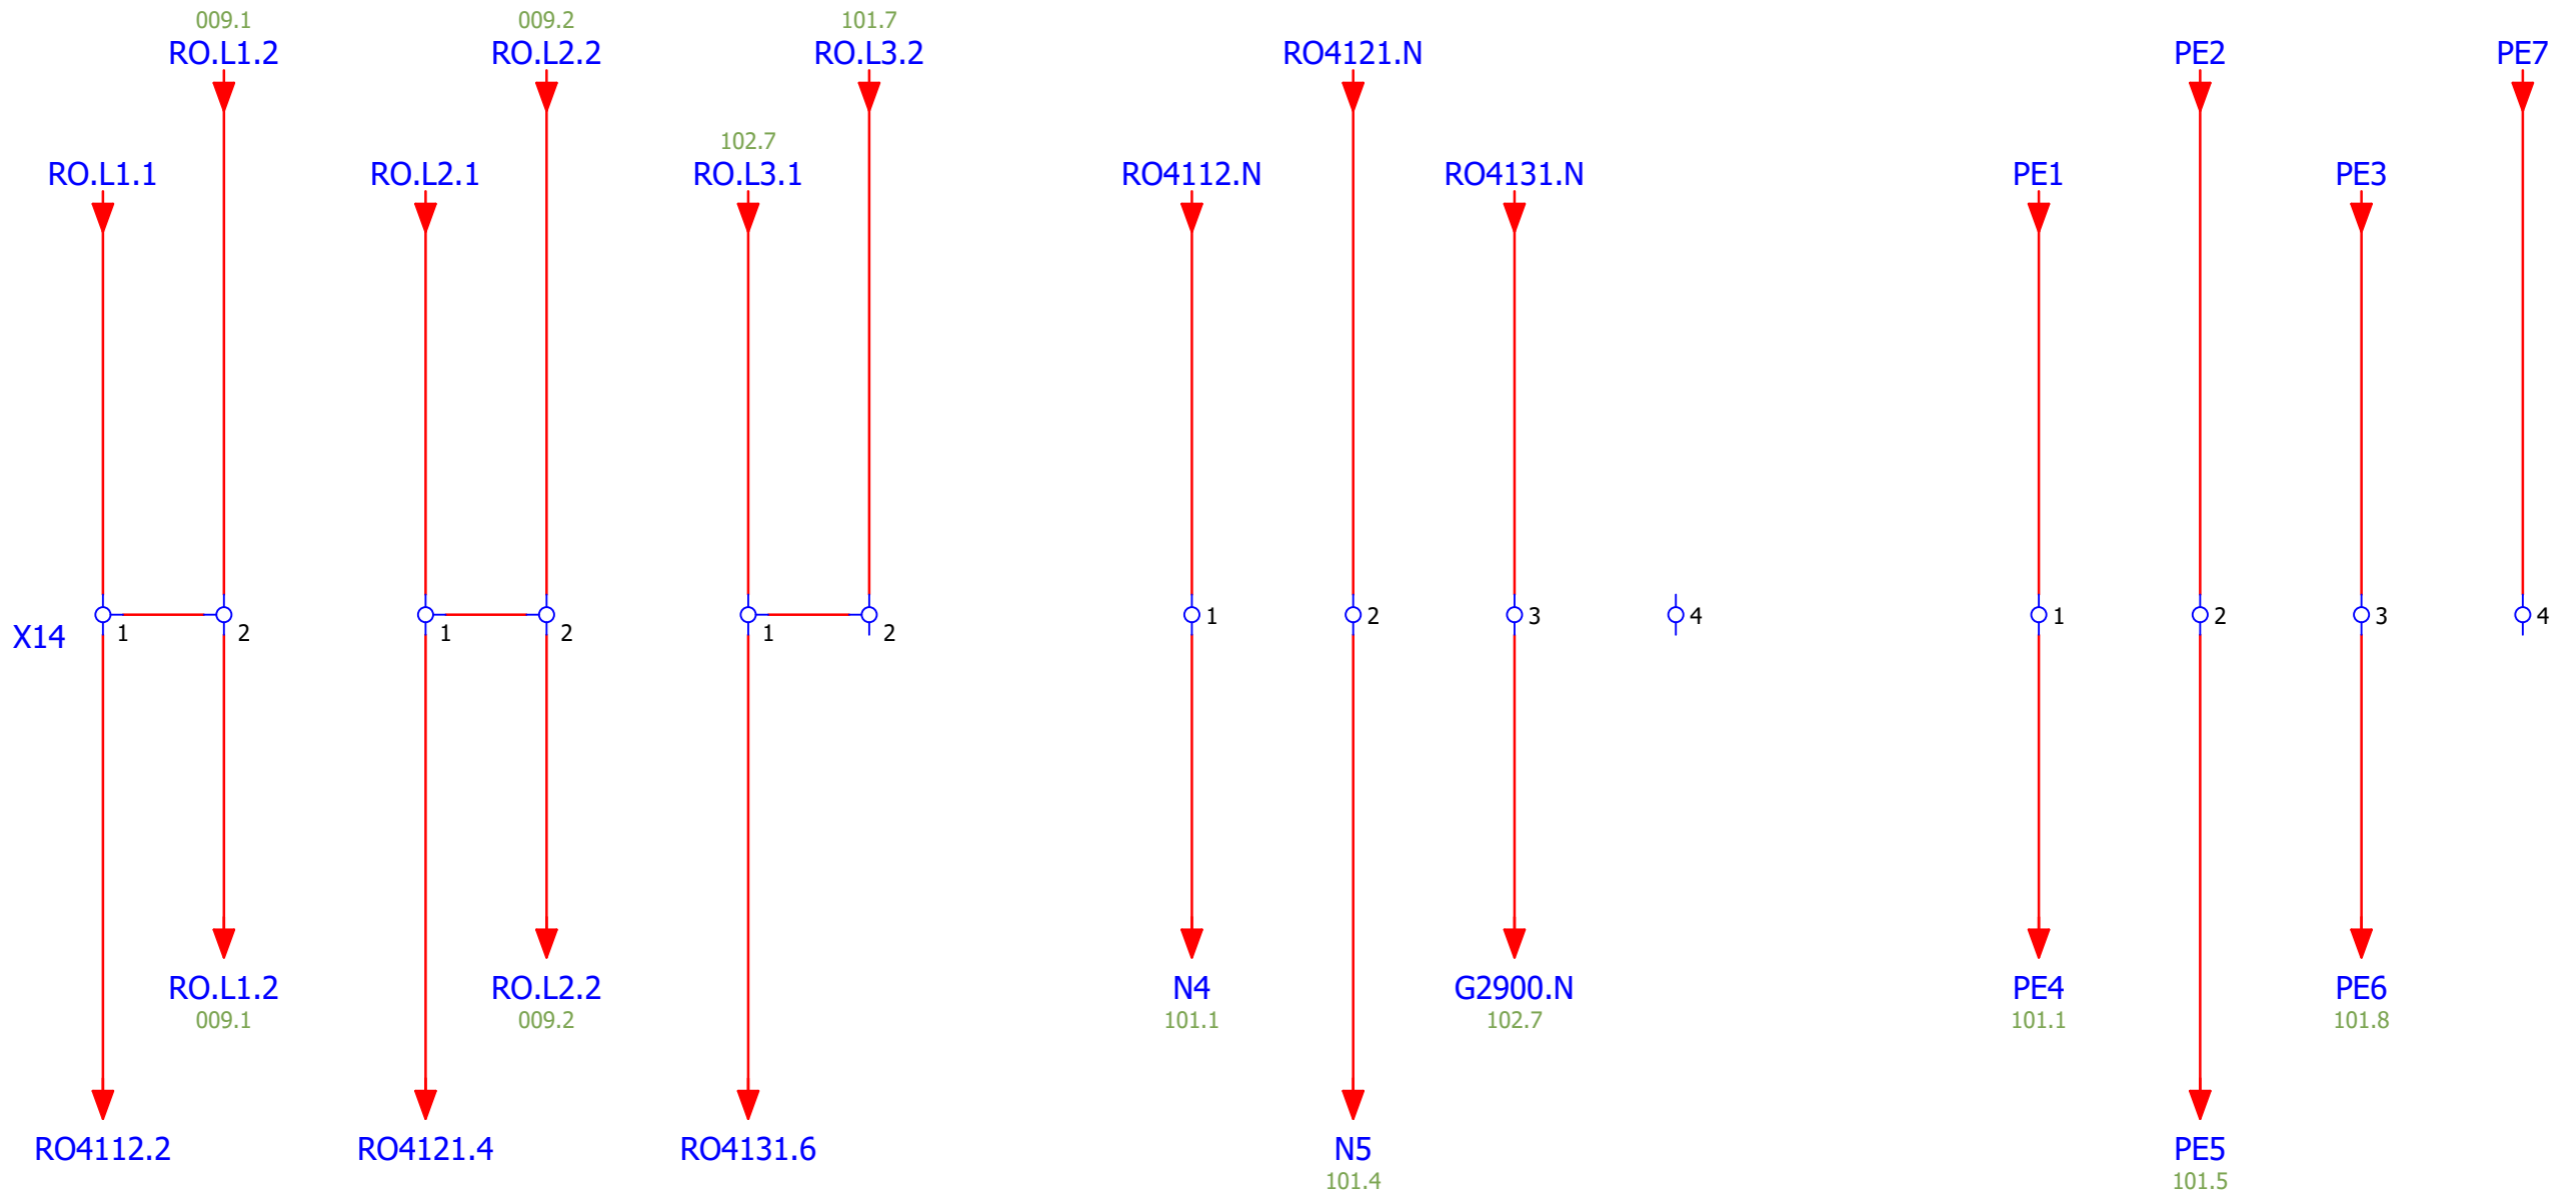 009.1 009.2 101.7
RO.L1.2 RO.L2.2 RO.L3.2 RO4121.N PE2 PE7
102.7
RO.L1.1 RO.L2.1 RO.L3.1 RO4112.N RO4131.N PE1 PE3
1 2 3 4 1 2 3 4
X14 1 2 1 2 1 2
RO.L1.2 RO.L2.2 N4 G2900.N PE4 PE6
009.1 009.2 101.1 102.7 101.1 101.8
RO4112.2 RO4121.4 RO4131.6 N5 PE5
101.4 101.5